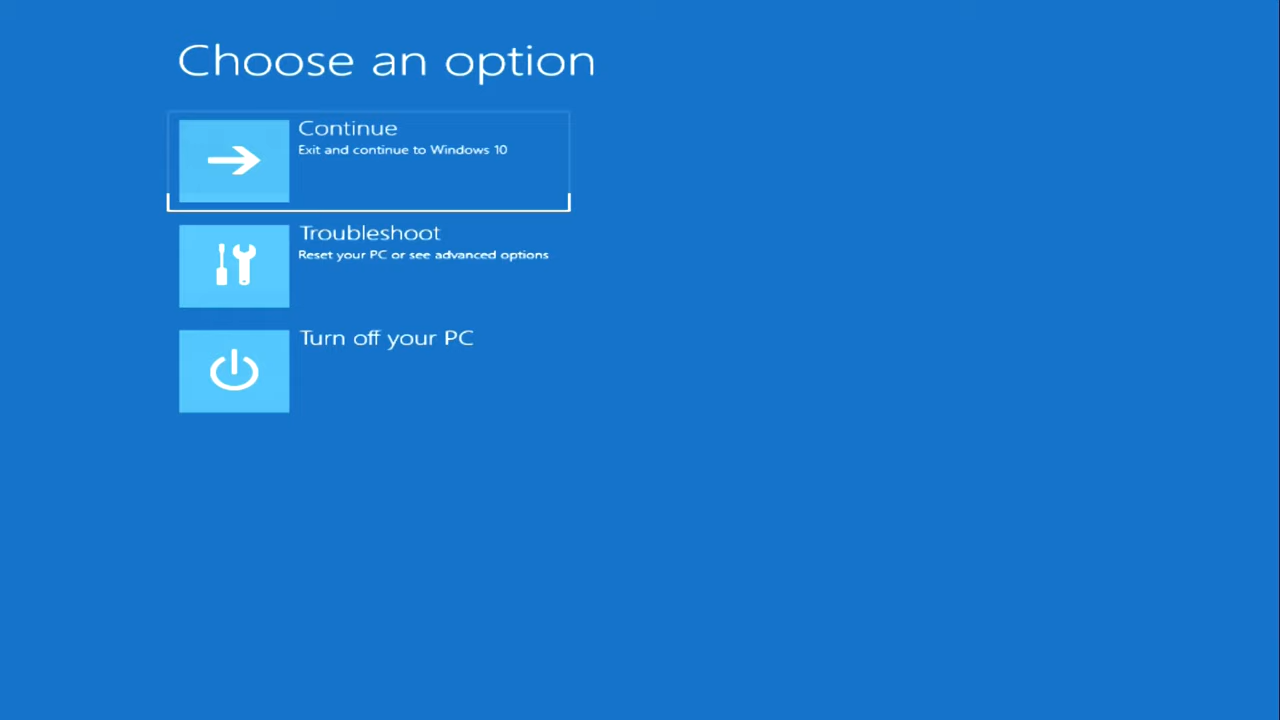 Choose an option
Continue
Exit and continue to Windows 10
Troubleshoot
Reset your PC or see advanced options
Turn off your PC